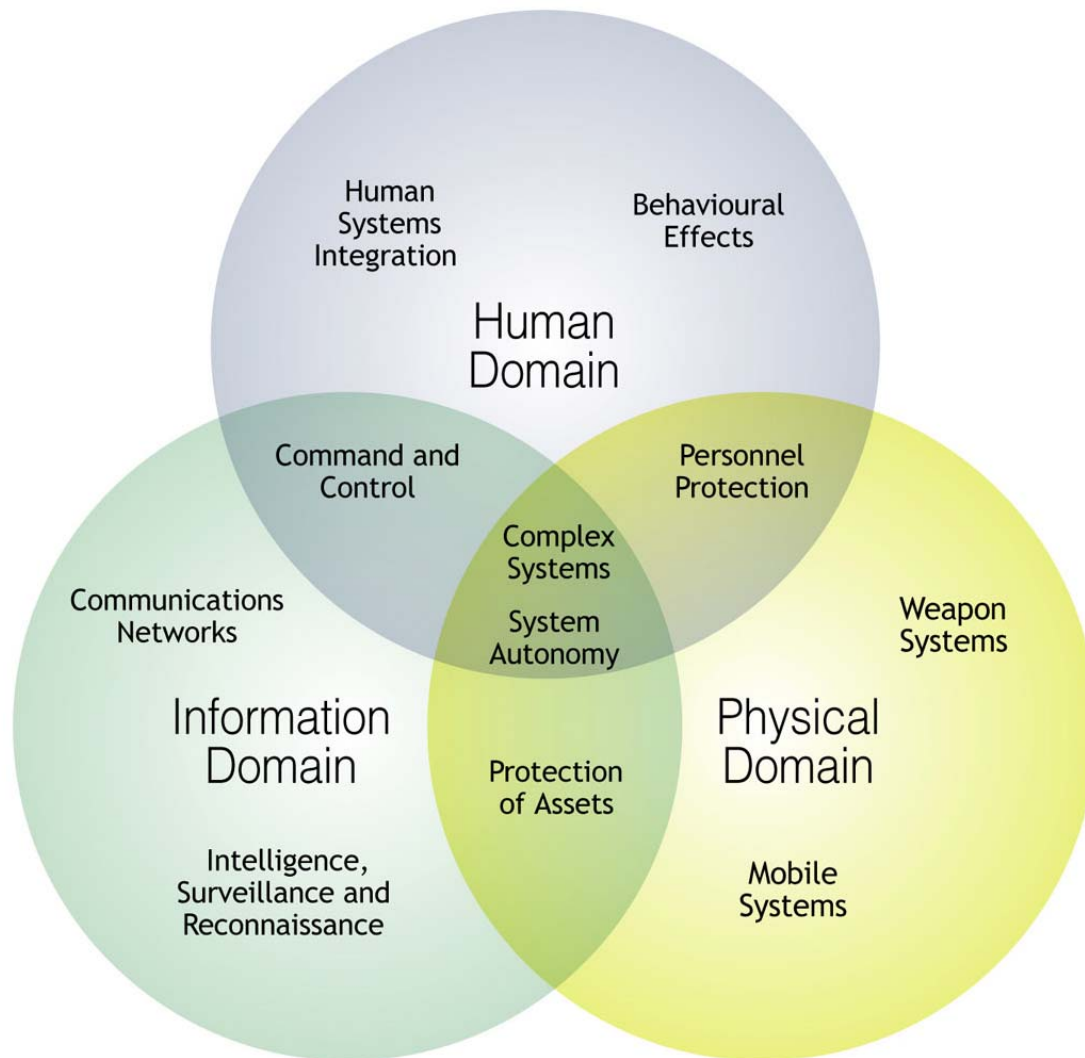 Human
Systems
Integration
Behavioural
Effects
Human
Domain
Command and
Control
Personnel
Protection
Complex
Systems
System
Autonomy
Communications
Networks
Weapon
Systems
Information
Domain
Physical
Domain
Protection
of Assets
Intelligence,
Surveillance and
Reconnaissance
Mobile
Systems